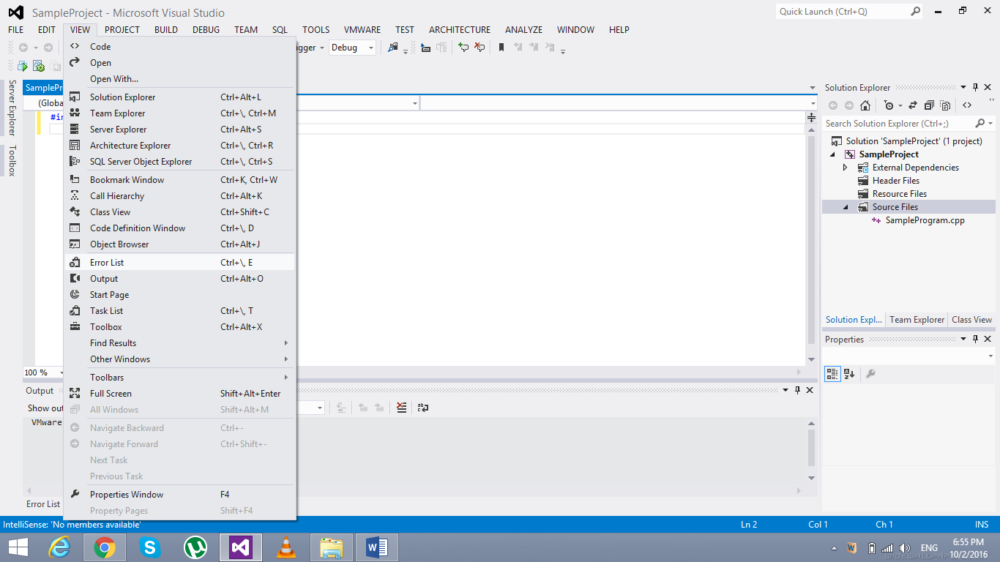 SampleProject - Microsoft Visual Studio
Quick Launch (Ctrl+Q)
FILE EDIT VIEW PROJECT BUILD DEBUG TEAM SQL TOOLS VMWARE TEST ARCHITECTURE ANALYZE WINDOW HELP
gger Debug
Server Explorer
Toolbox
SamplePr
(Globa
#in
100 %
Output
Show out
VMware
Error List
Code
Open
Open With...
Solution Explorer Ctrl+Alt+L
Team Explorer Ctrl+\, Ctrl+M
Server Explorer Ctrl+Alt+S
Architecture Explorer Ctrl+\, Ctrl+R
SQL Server Object Explorer Ctrl+\, Ctrl+S
Bookmark Window Ctrl+K, Ctrl+W
Call Hierarchy Ctrl+Alt+K
Class View Ctrl+Shift+C
Code Definition Window Ctrl+\, D
Object Browser Ctrl+Alt+J
Error List Ctrl+\, E
Output Ctrl+Alt+O
Start Page
Task List Ctrl+\, T
Toolbox Ctrl+Alt+X
Find Results
Other Windows
Toolbars
Full Screen Shift+Alt+Enter
All Windows Shift+Alt+M
Navigate Backward Ctrl+-
Navigate Forward Ctrl+Shift+-
Next Task
Previous Task
Properties Window F4
Property Pages Shift+F4
Solution Explorer
Search Solution Explorer (Ctrl+;)
Solution 'SampleProject' (1 project)
SampleProject
External Dependencies
Header Files
Resource Files
Source Files
SampleProgram.cpp
Solution Expl... Team Explorer Class View
Properties
IntelliSense: 'No members available' Ln 2 Col 1 Ch 1 INS
ENG 6:55 PM
10/2/2016